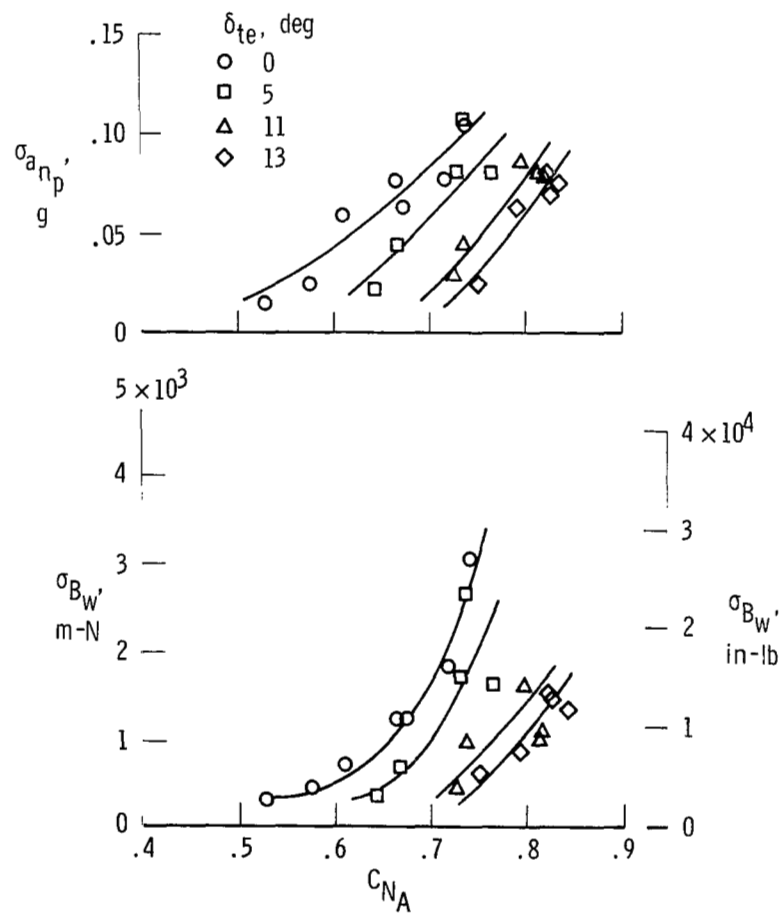 δte, deg
0
5
11
13
.15
.10
.05
0
σanp,
g
5 × 10³
4
3
2
1
0
σBw,
m-N
4 × 10⁴
3
2
1
0
σBw,
in-lb
.4 .5 .6 .7 .8 .9
CNA